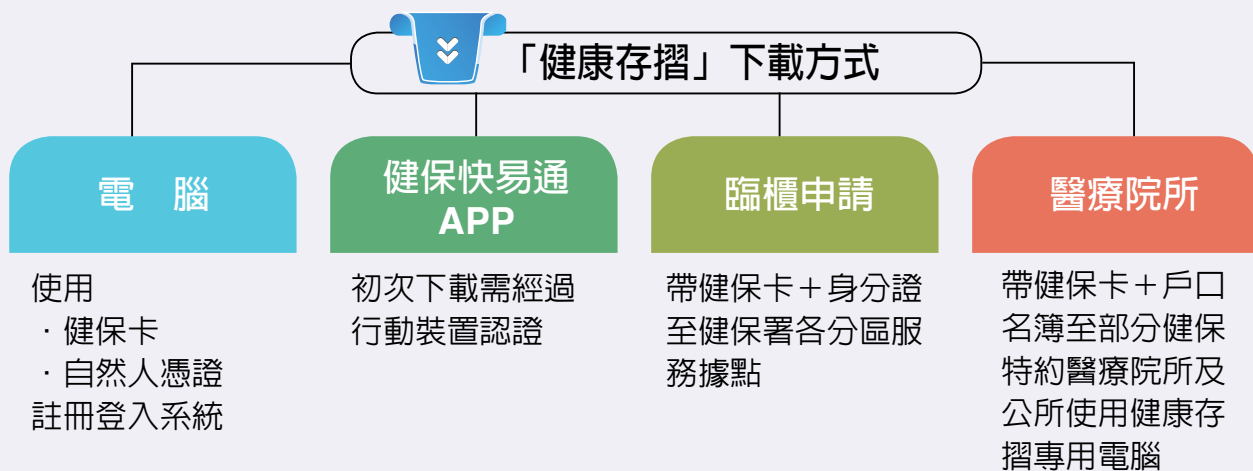 「健康存摺」下載方式
電 腦
使用
．健保卡
．自然人憑證
註冊登入系統
健保快易通
APP
初次下載需經過
行動裝置認證
臨櫃申請
帶健保卡＋身分證
至健保署各分區服
務據點
醫療院所
帶健保卡＋戶口
名簿至部分健保
特約醫療院所及
公所使用健康存
摺專用電腦